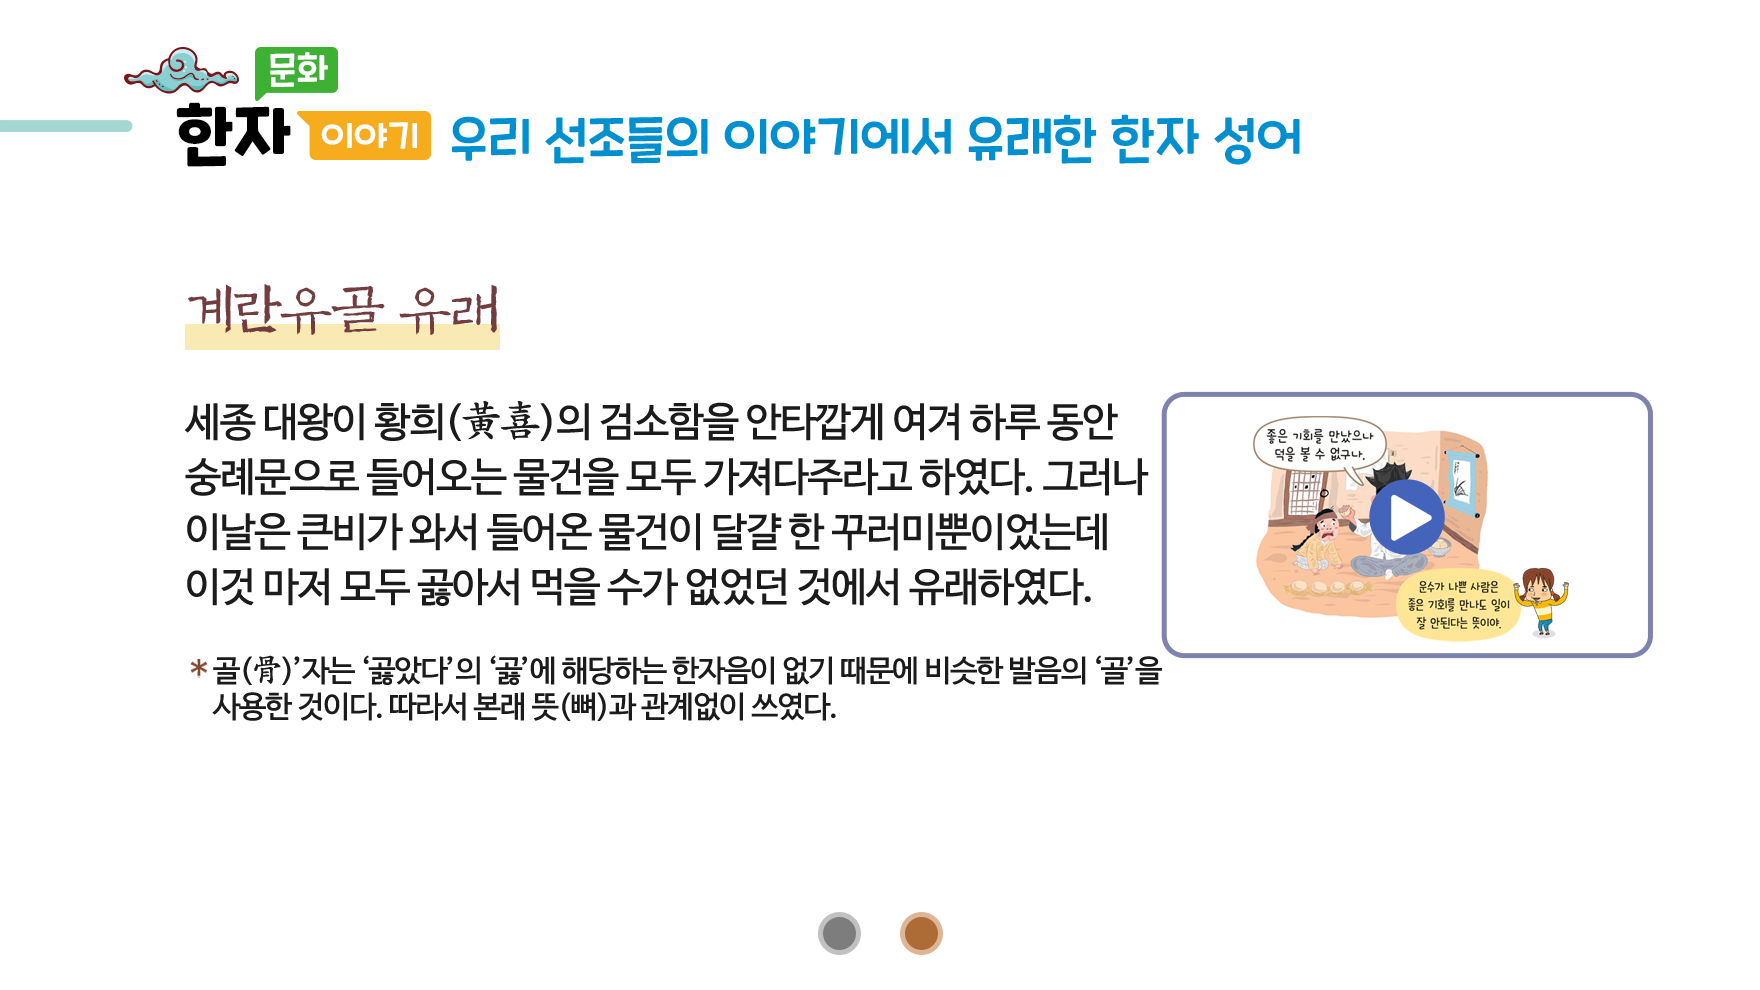 문화
한자 이야기 우리 선조들의 이야기에서 유래한 한자 성어
계란유골 유래
세종 대왕이 황희(黃喜)의 검소함을 안타깝게 여겨 하루 동안
숭례문으로 들어오는 물건을 모두 가져다주라고 하였다. 그러나
이날은 큰비가 와서 들어온 물건이 달걀 한 꾸러미뿐이었는데
이것 마저 모두 곯아서 먹을 수가 없었던 것에서 유래하였다.
* 골(骨)’자는 ‘곯았다’의 ‘곯’에 해당하는 한자음이 없기 때문에 비슷한 발음의 ‘골’을
사용한 것이다. 따라서 본래 뜻(뼈)과 관계없이 쓰였다.
좋은 기회를 만났으나
덕을 볼 수 없구나.
운수가 나쁜 사람은
좋은 기회를 만나도 일이
잘 안된다는 뜻이야.